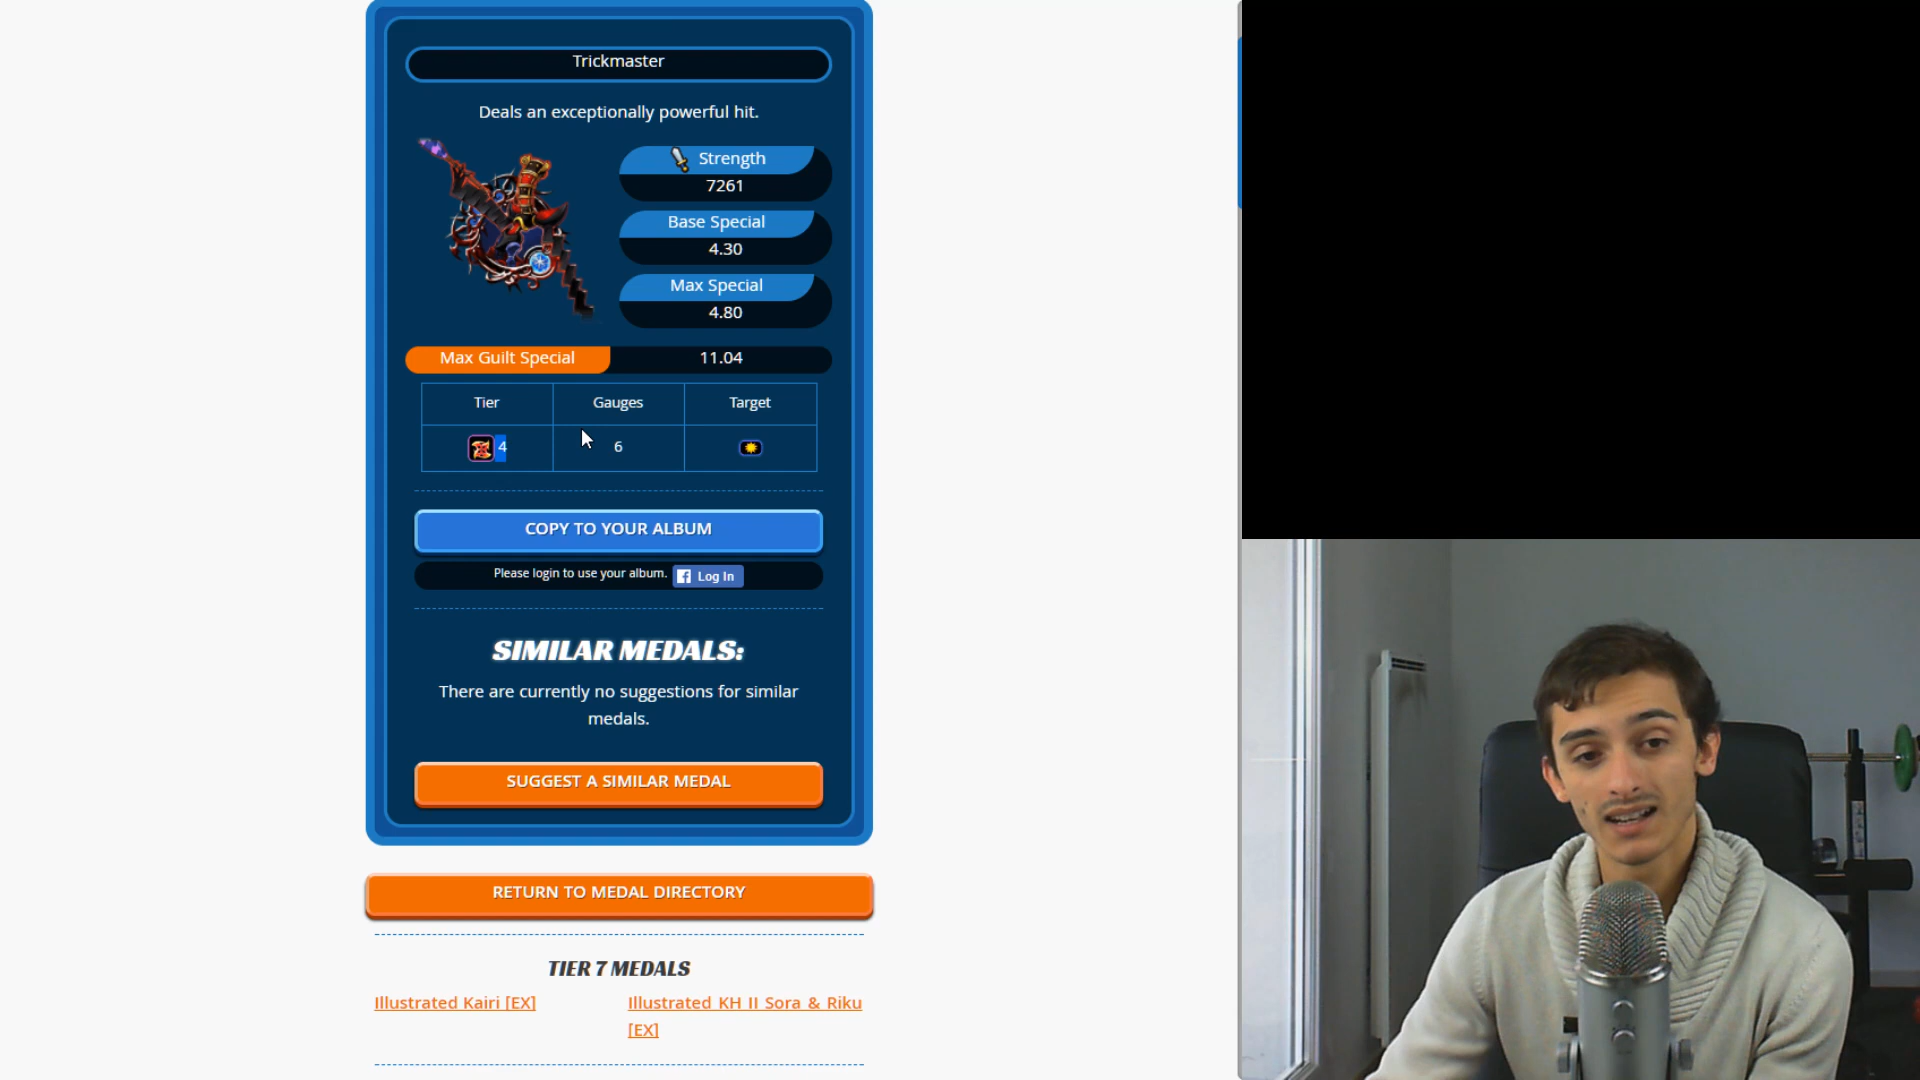 Trickmaster
Deals an exceptionally powerful hit.
Strength
7261
Base Special
4.30
Max Special
4.80
Max Guilt Special 11.04
Tier Gauges Target
4 6
COPY TO YOUR ALBUM
Please login to use your album. Log In
SIMILAR MEDALS:
There are currently no suggestions for similar
medals.
SUGGEST A SIMILAR MEDAL
RETURN TO MEDAL DIRECTORY
TIER 7 MEDALS
Illustrated Kairi [EX] Illustrated KH II Sora & Riku
[EX]